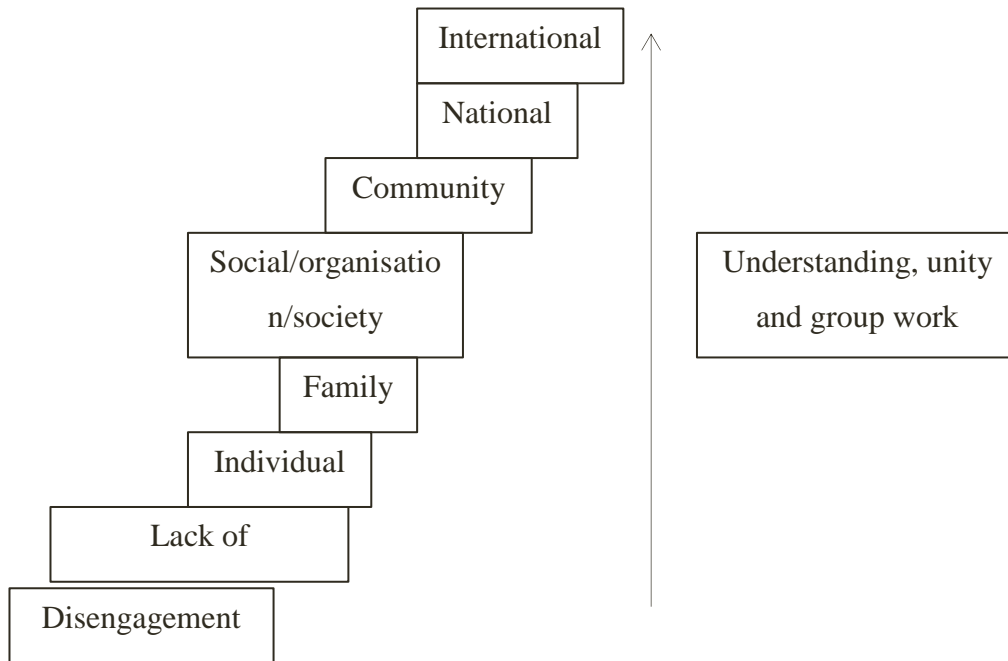 International
National
Community
Social/organisatio
n/society
Understanding, unity
and group work
Family
Individual
Lack of
Disengagement